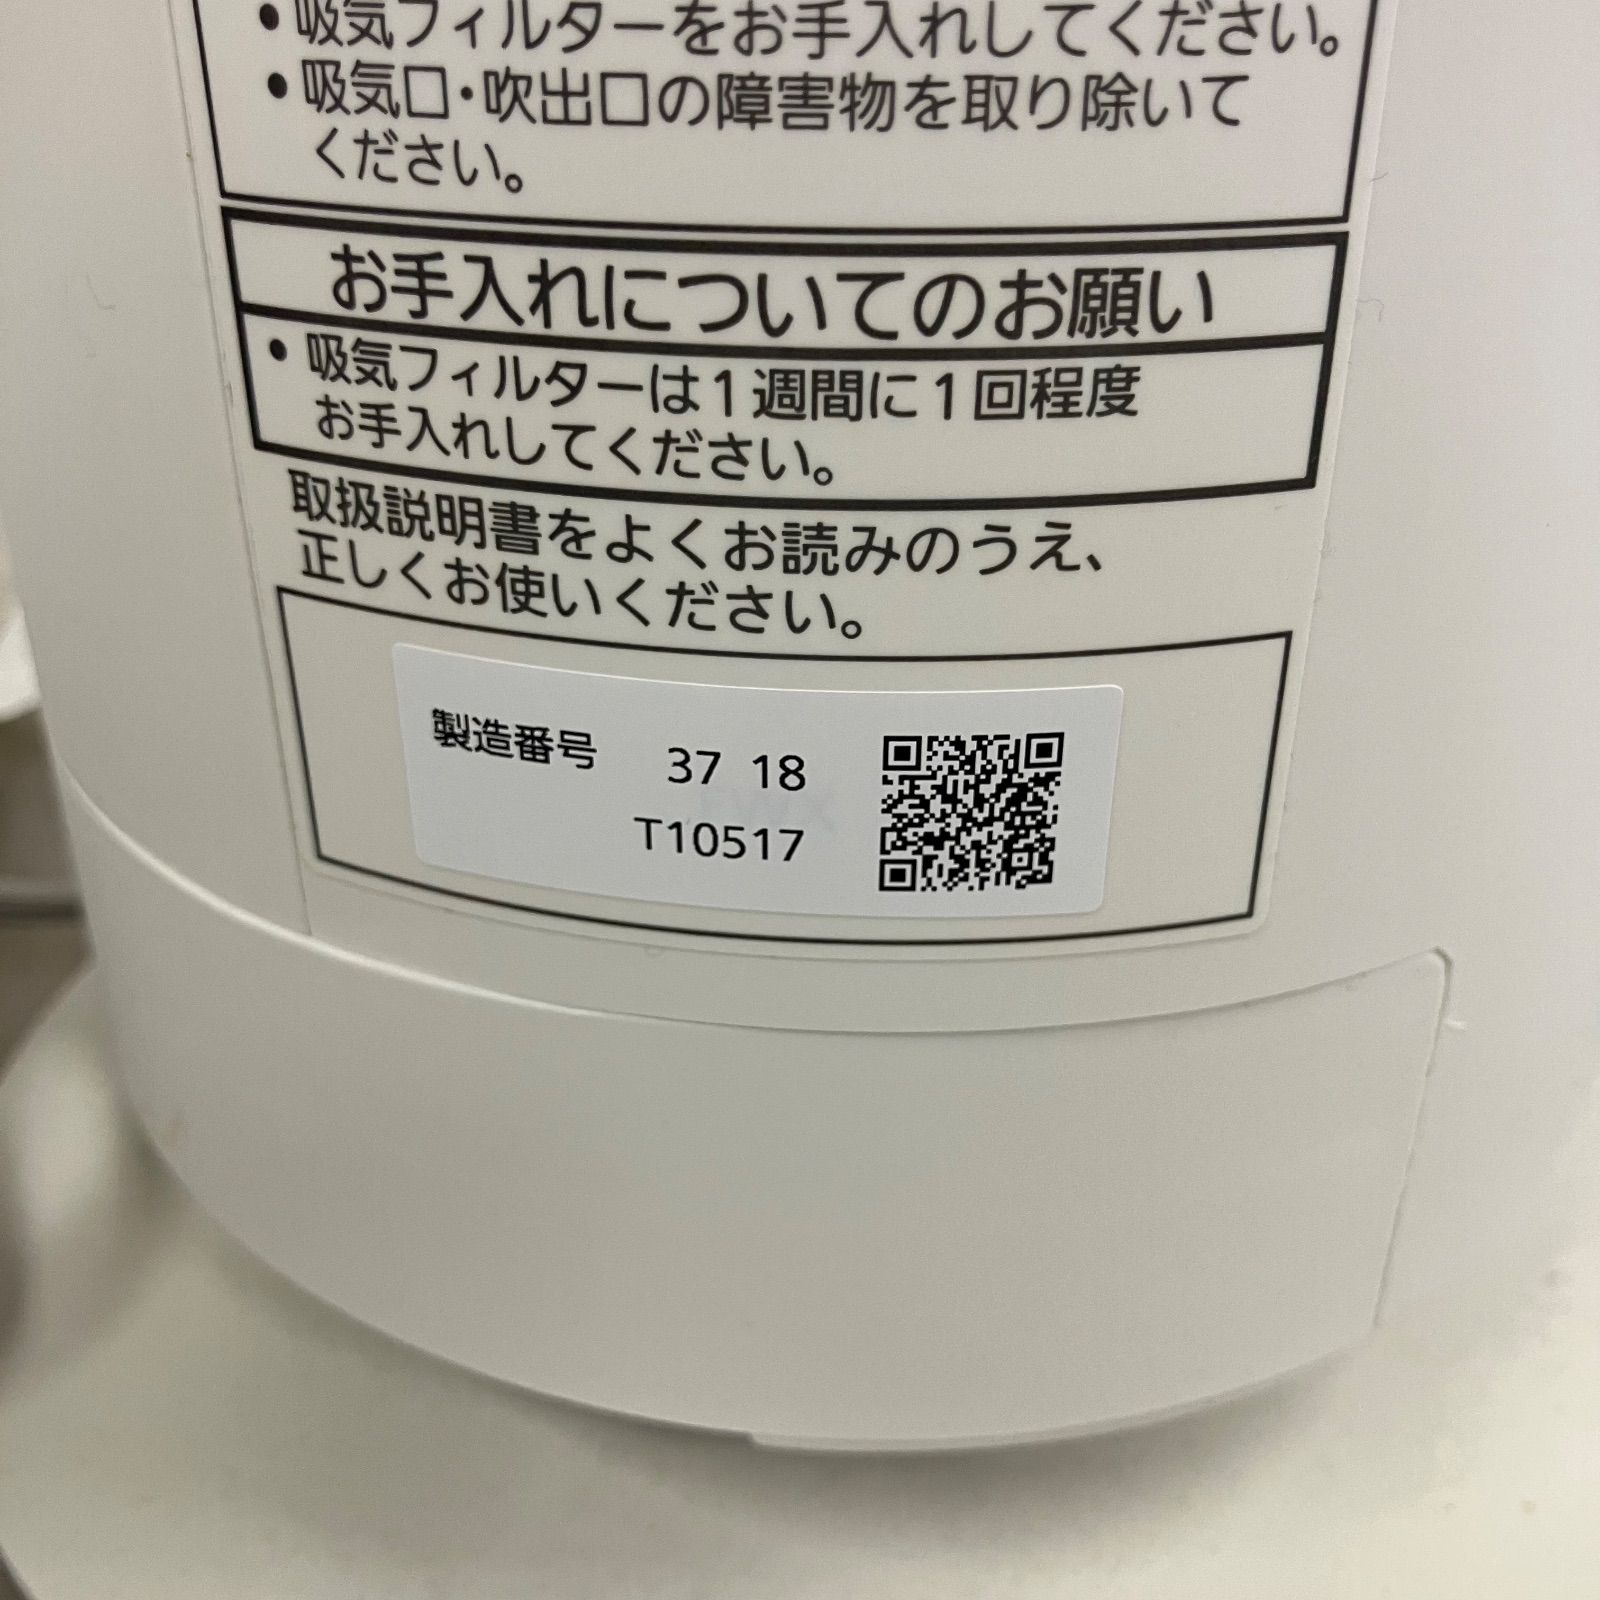 • 吸気フィルターをお手入れしてください。
• 吸気口・吹出口の障害物を取り除いて
ください。
お手入れについてのお願い
• 吸気フィルターは1週間に1回程度
お手入れしてください。
取扱説明書をよくお読みのうえ、
正しくお使いください。
製造番号 37 18
T10517